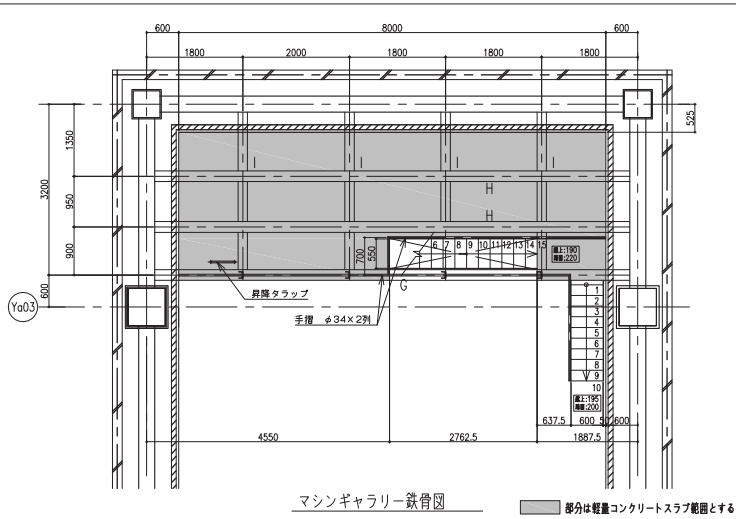 600 8000 600
1800 2000 1800 1800 1800
525
1350
3200
950
900
600
I I I I
H
H
700
550
6 7 8 9 10 11 12 13 14 15
蹴上:190
踏面:220
G
昇降タラップ
手摺 φ34×2列
Ya03
1
2
3
4
5
6
7
8
9
10
蹴上:195
踏面:200
637.5 600 50 600
4550 2762.5 1887.5
マシンギャラリー鉄骨図
部分は軽量コンクリートスラブ範囲とする